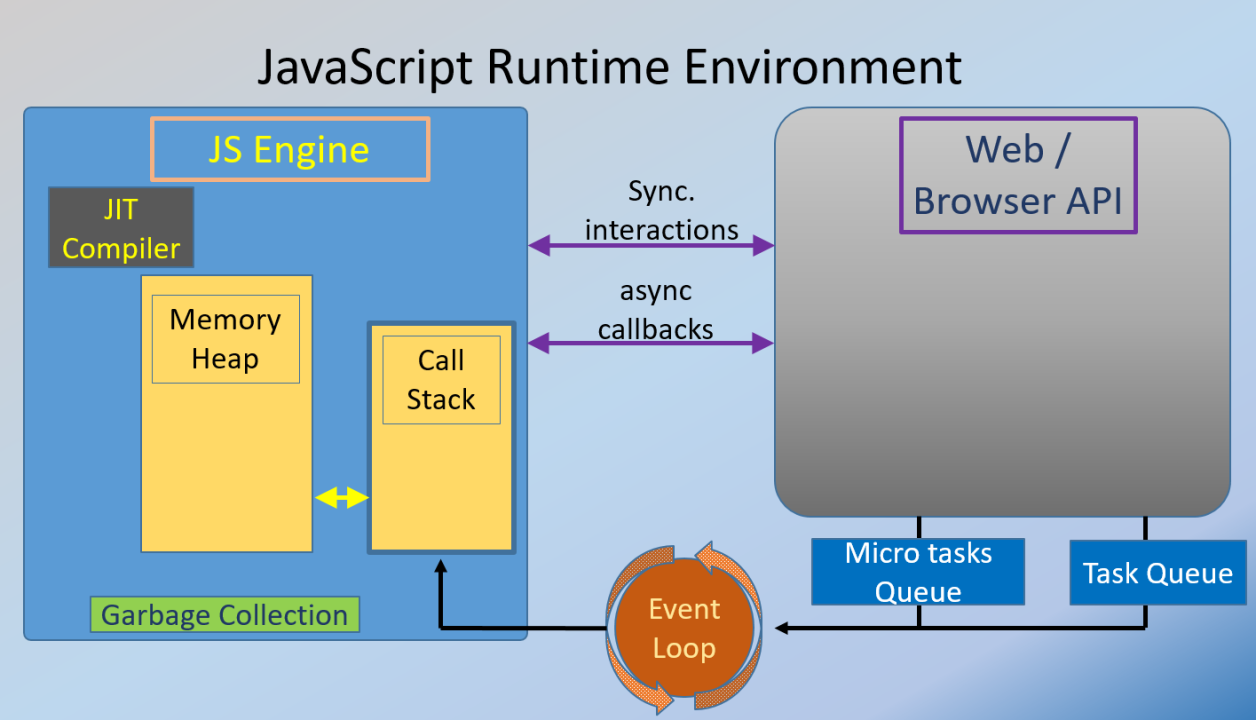 JavaScript Runtime Environment
JS Engine
JIT
Compiler
Memory
Heap
Call
Stack
Garbage Collection
Sync.
interactions
async
callbacks
Web /
Browser API
Micro tasks
Queue
Task Queue
Event
Loop